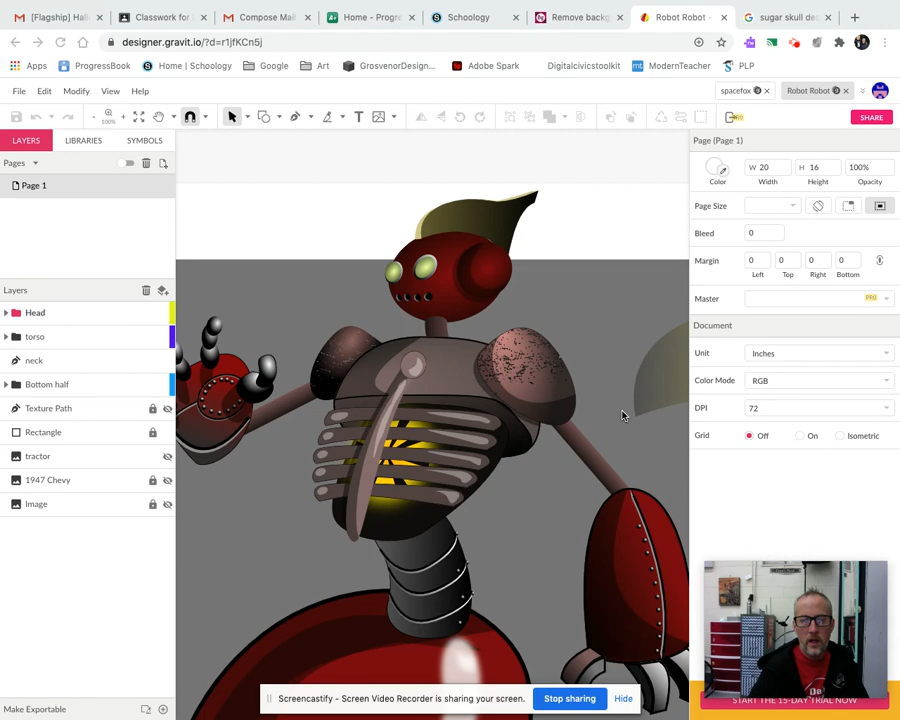 [Flagship] Hall
Classwork for
Compose Mail
Home - Progre
Schoology
Remove backg
Robot Robot -
sugar skull des
designer.gravit.io/?d=r1jfKCn5j
Apps
ProgressBook
Home | Schoology
Google
Art
GrosvenorDesign...
Adobe Spark
Digitalcivicstoolkit
ModernTeacher
PLP
File
Edit
Modify
View
Help
spacefox
Robot Robot
100%
PRO
SHARE
LAYERS
LIBRARIES
SYMBOLS
Pages
Page 1
Layers
Head
torso
neck
Bottom half
Texture Path
Rectangle
tractor
1947 Chevy
Image
Make Exportable
Page (Page 1)
W 20
H 16
100%
Color
Width
Height
Opacity
Page Size
Bleed
0
Margin
0
0
0
0
Left
Top
Right
Bottom
Master
PRO
Document
Unit
Inches
Color Mode
RGB
DPI
72
Grid
Off
On
Isometric
START THE 15-DAY TRIAL NOW
Screencastify - Screen Video Recorder is sharing your screen.
Stop sharing
Hide